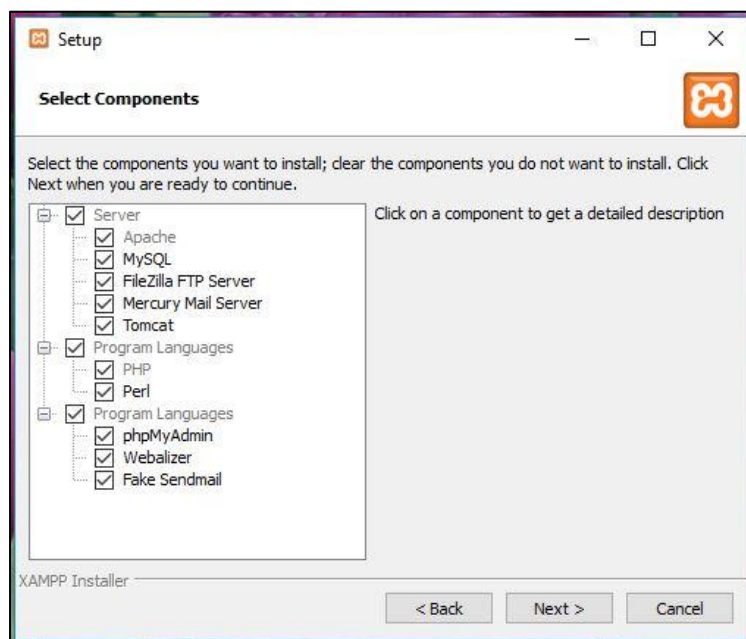 Setup
Select Components
Select the components you want to install; clear the components you do not want to install. Click
Next when you are ready to continue.
Server
Apache
MySQL
FileZilla FTP Server
Mercury Mail Server
Tomcat
Program Languages
PHP
Perl
Program Languages
phpMyAdmin
Webalizer
Fake Sendmail
Click on a component to get a detailed description
XAMPP Installer
< Back
Next >
Cancel